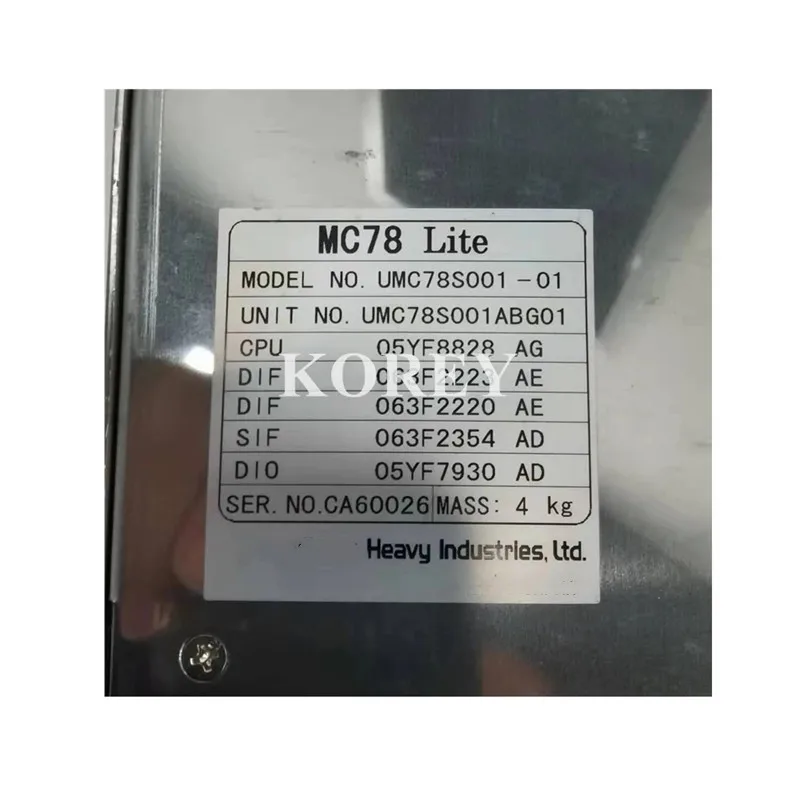 MC78 Lite
MODEL NO. UMC78S001-01
UNIT NO. UMC78S001ABG01
CPU 05YF8828 AG
DIF 063F2223 AE
DIF 063F2220 AE
SIF 063F2354 AD
DIO 05YF7930 AD
SER. NO.CA60026 MASS: 4 kg
Heavy Industries, Ltd.
KOREY